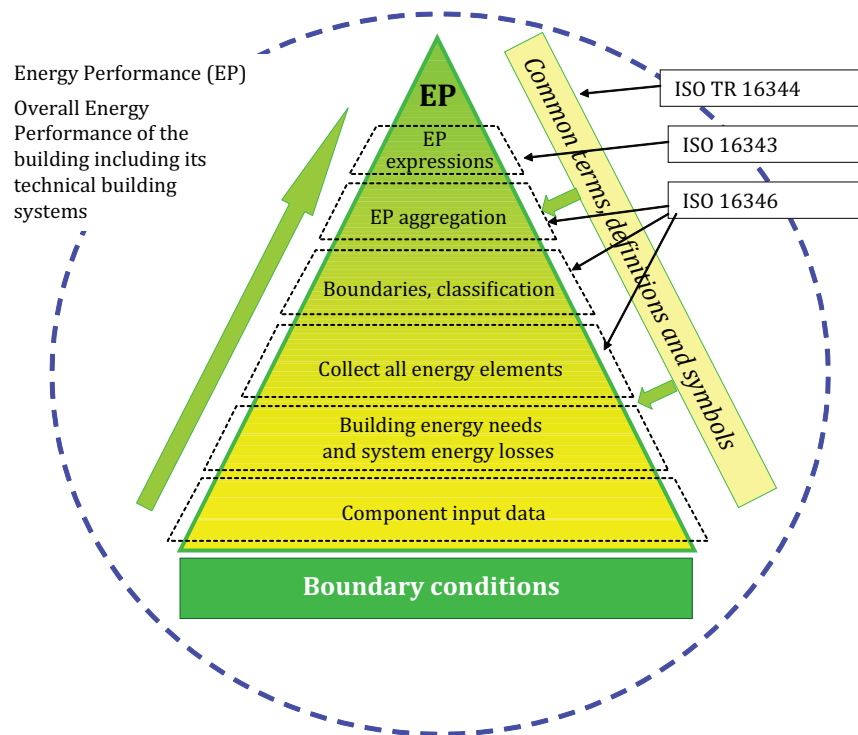 Energy Performance (EP)
Overall Energy
Performance of the
building including its
technical building
systems
EP
EP
expressions
EP aggregation
Boundaries, classification
Collect all energy elements
Building energy needs
and system energy losses
Component input data
Boundary conditions
Common terms, definitions and symbols
ISO TR 16344
ISO 16343
ISO 16346